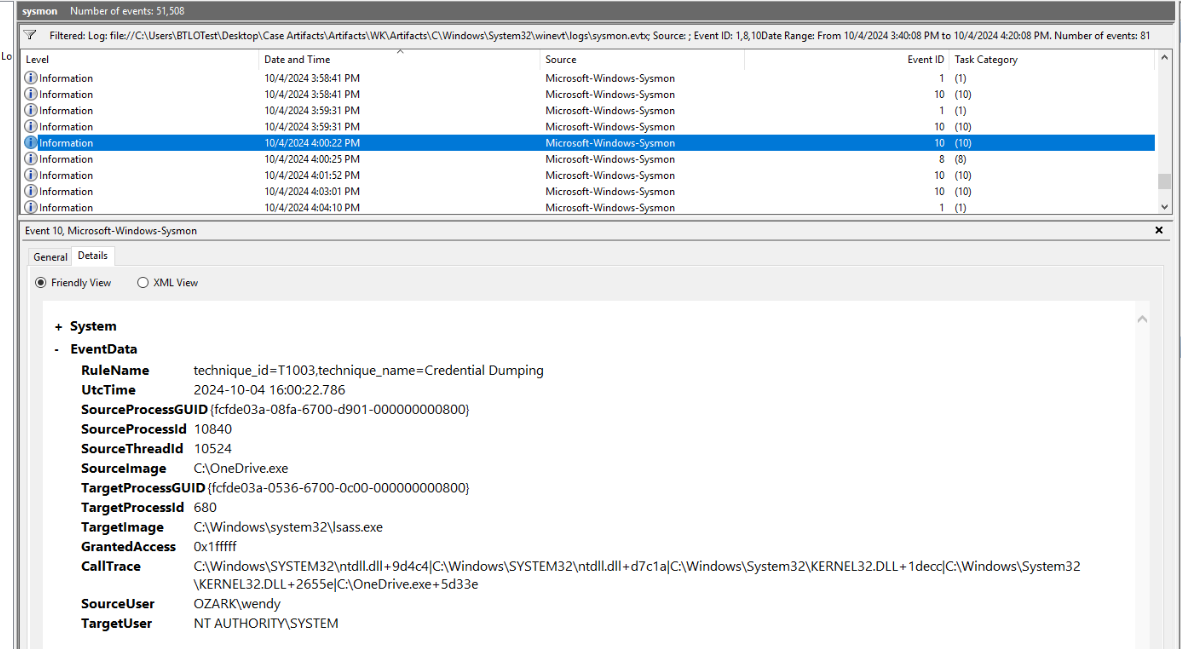 sysmon Number of events: 51,508
Filtered: Log: file://C:\Users\BTLOTest\Desktop\Case Artifacts\Artifacts\WK\Artifacts\C\Windows\System32\winevt\logs\sysmon.evtx; Source: ; Event ID: 1,8,10Date Range: From 10/4/2024 3:40:08 PM to 10/4/2024 4:20:08 PM. Number of events: 81
Lo
Level Date and Time Source Event ID Task Category
Information 10/4/2024 3:58:41 PM Microsoft-Windows-Sysmon 1 (1)
Information 10/4/2024 3:58:41 PM Microsoft-Windows-Sysmon 10 (10)
Information 10/4/2024 3:59:31 PM Microsoft-Windows-Sysmon 1 (1)
Information 10/4/2024 3:59:31 PM Microsoft-Windows-Sysmon 10 (10)
Information 10/4/2024 4:00:22 PM Microsoft-Windows-Sysmon 10 (10)
Information 10/4/2024 4:00:25 PM Microsoft-Windows-Sysmon 8 (8)
Information 10/4/2024 4:01:52 PM Microsoft-Windows-Sysmon 10 (10)
Information 10/4/2024 4:03:01 PM Microsoft-Windows-Sysmon 10 (10)
Information 10/4/2024 4:04:10 PM Microsoft-Windows-Sysmon 1 (1)
Event 10, Microsoft-Windows-Sysmon
General Details
Friendly View XML View
+ System
- EventData
RuleName technique_id=T1003,technique_name=Credential Dumping
UtcTime 2024-10-04 16:00:22.786
SourceProcessGUID {fcfde03a-08fa-6700-d901-000000000800}
SourceProcessId 10840
SourceThreadId 10524
SourceImage C:\OneDrive.exe
TargetProcessGUID {fcfde03a-0536-6700-0c00-000000000800}
TargetProcessId 680
TargetImage C:\Windows\system32\lsass.exe
GrantedAccess 0x1fffff
CallTrace C:\Windows\SYSTEM32\ntdll.dll+9d4c4|C:\Windows\SYSTEM32\ntdll.dll+d7c1a|C:\Windows\System32\KERNEL32.DLL+1decc|C:\Windows\System32
\KERNEL32.DLL+2655e|C:\OneDrive.exe+5d33e
SourceUser OZARK\wendy
TargetUser NT AUTHORITY\SYSTEM